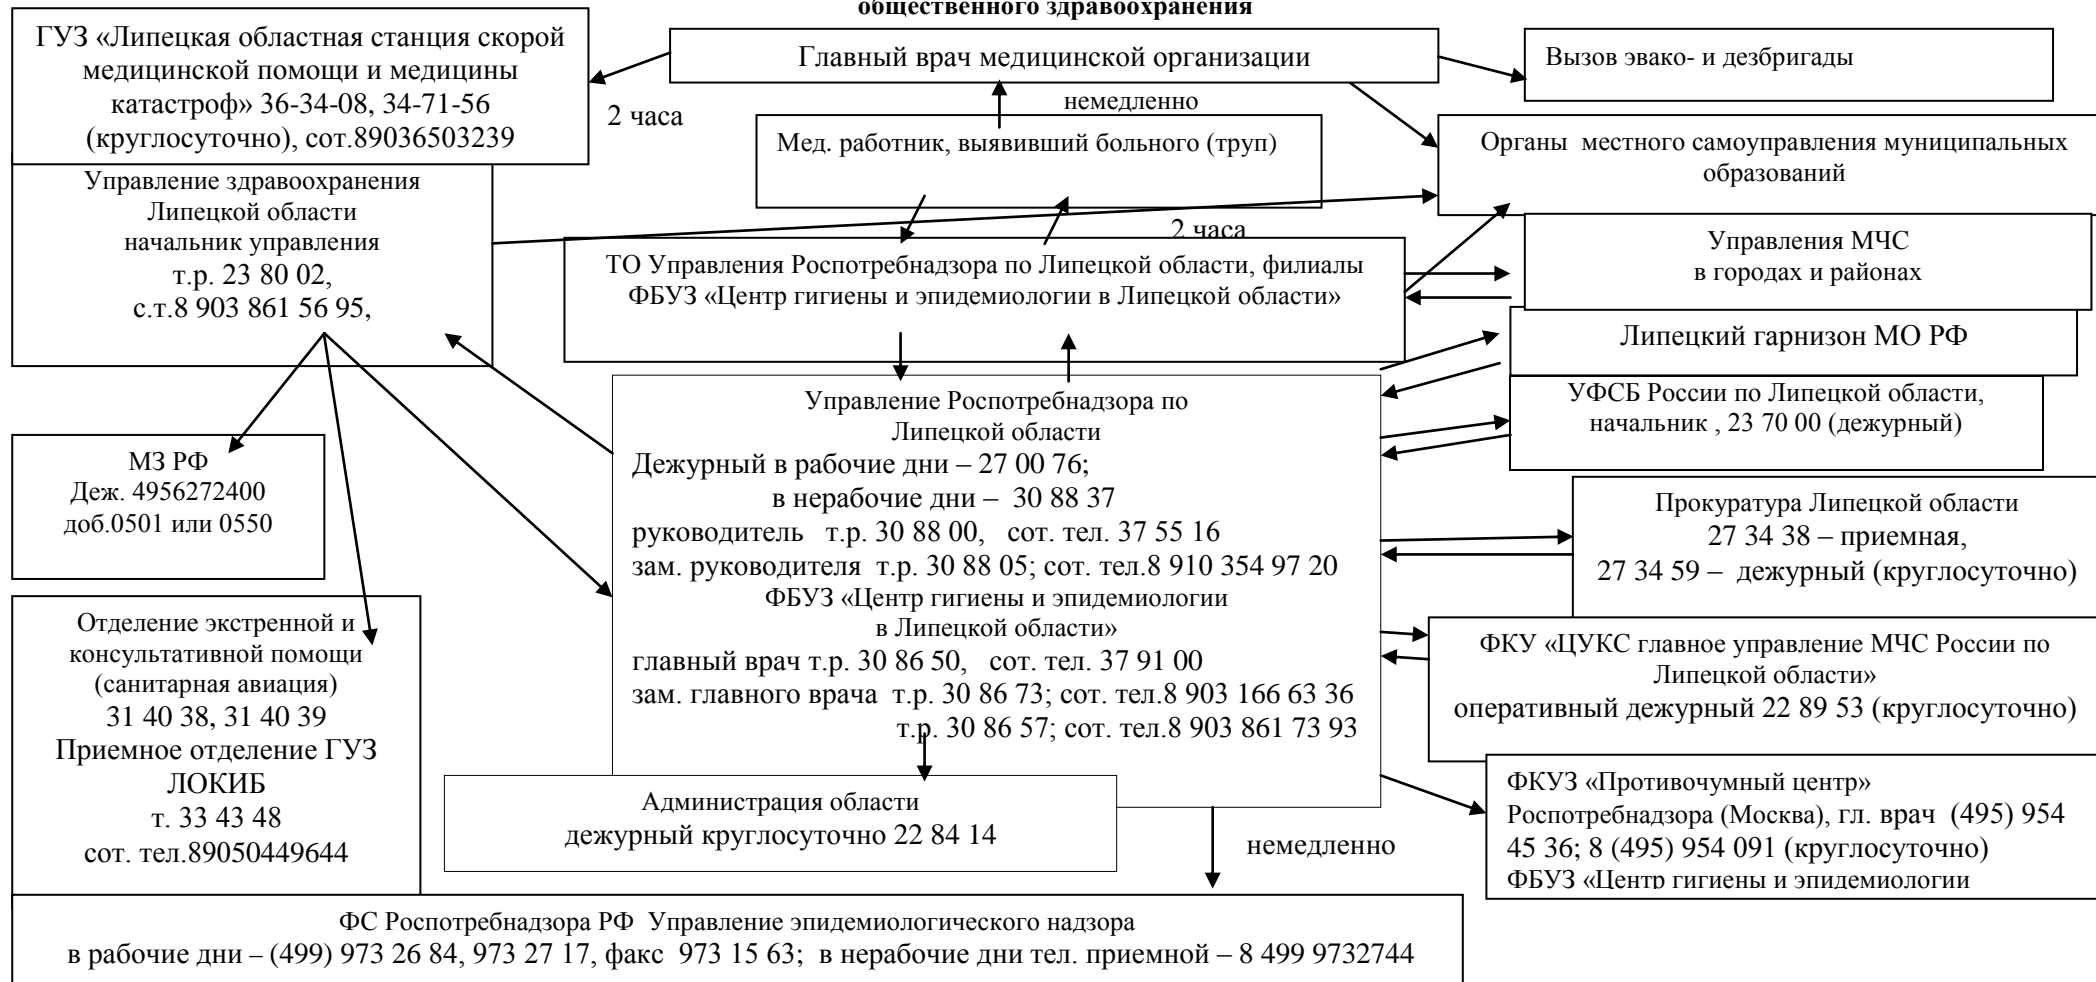 общественного здравоохранения
ГУЗ «Липецкая областная станция скорой
медицинской помощи и медицины
катастроф» 36-34-08, 34-71-56
(круглосуточно), сот.89036503239
Главный врач медицинской организации
Вызов эвако- и дезбригады
2 часа
немедленно
Мед. работник, выявивший больного (труп)
Органы местного самоуправления муниципальных
образований
Управление здравоохранения
Липецкой области
начальник управления
т.р. 23 80 02,
с.т.8 903 861 56 95,
2 часа
ТО Управления Роспотребнадзора по Липецкой области, филиалы
ФБУЗ «Центр гигиены и эпидемиологии в Липецкой области»
Управления МЧС
в городах и районах
Липецкий гарнизон МО РФ
УФСБ России по Липецкой области,
начальник , 23 70 00 (дежурный)
МЗ РФ
Деж. 4956272400
доб.0501 или 0550
Управление Роспотребнадзора по
Липецкой области
Дежурный в рабочие дни – 27 00 76;
в нерабочие дни – 30 88 37
руководитель т.р. 30 88 00, сот. тел. 37 55 16
зам. руководителя т.р. 30 88 05; сот. тел.8 910 354 97 20
ФБУЗ «Центр гигиены и эпидемиологии
в Липецкой области»
главный врач т.р. 30 86 50, сот. тел. 37 91 00
зам. главного врача т.р. 30 86 73; сот. тел.8 903 166 63 36
т.р. 30 86 57; сот. тел.8 903 861 73 93
Прокуратура Липецкой области
27 34 38 – приемная,
27 34 59 – дежурный (круглосуточно)
Отделение экстренной и
консультативной помощи
(санитарная авиация)
31 40 38, 31 40 39
Приемное отделение ГУЗ
ЛОКИБ
т. 33 43 48
сот. тел.89050449644
ФКУ «ЦУКС главное управление МЧС России по
Липецкой области»
оперативный дежурный 22 89 53 (круглосуточно)
Администрация области
дежурный круглосуточно 22 84 14
немедленно
ФКУЗ «Противочумный центр»
Роспотребнадзора (Москва), гл. врач (495) 954
45 36; 8 (495) 954 091 (круглосуточно)
ФБУЗ «Центр гигиены и эпидемиологии
ФС Роспотребнадзора РФ Управление эпидемиологического надзора
в рабочие дни – (499) 973 26 84, 973 27 17, факс 973 15 63; в нерабочие дни тел. приемной – 8 499 9732744